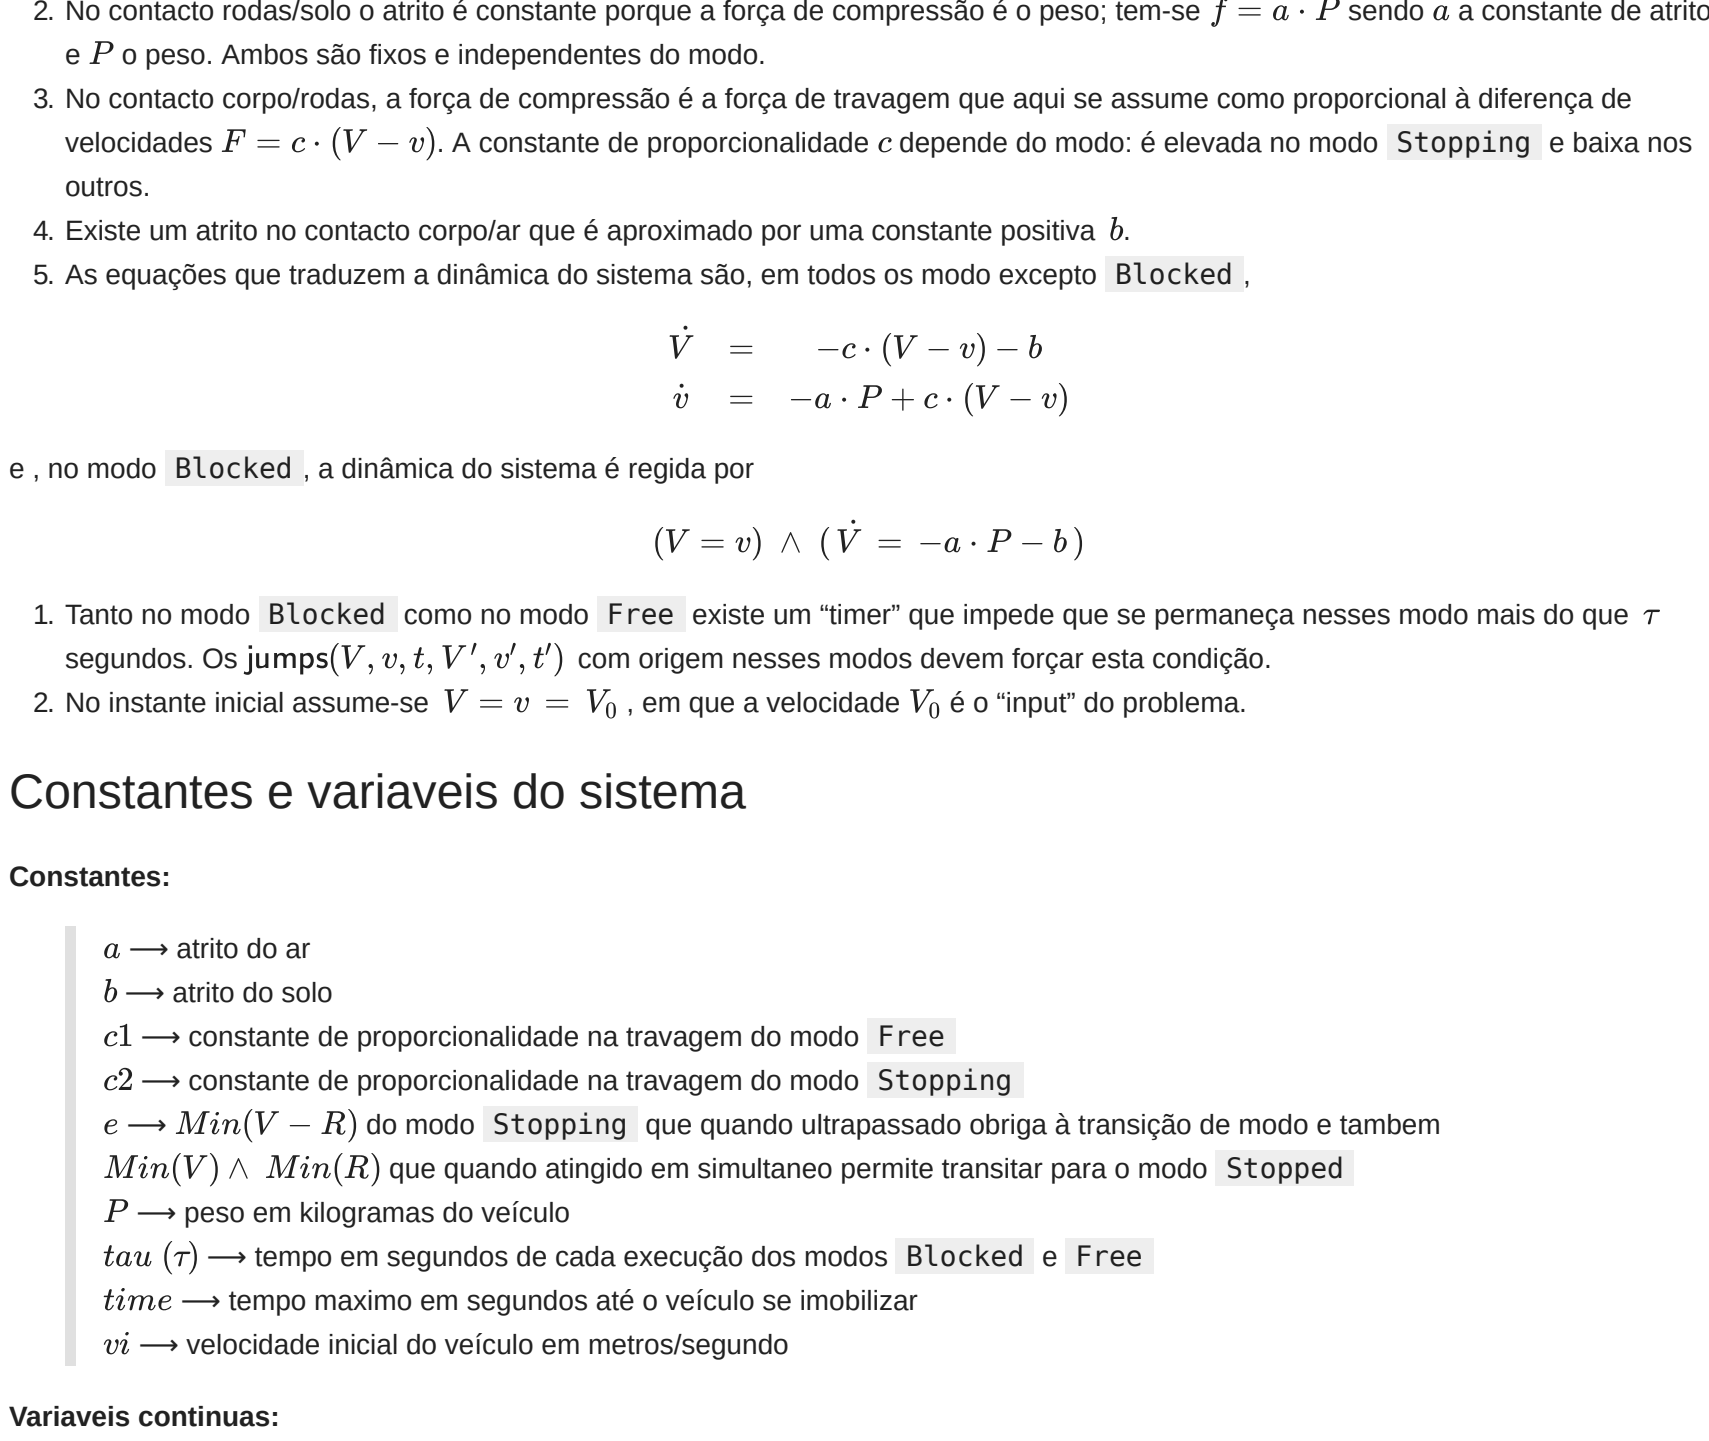 2. No contacto rodas/solo o atrito é constante porque a força de compressão é o peso; tem-se f = a · P sendo a a constante de atrito
e P o peso. Ambos são fixos e independentes do modo.
3. No contacto corpo/rodas, a força de compressão é a força de travagem que aqui se assume como proporcional à diferença de
velocidades F = c · (V − v). A constante de proporcionalidade c depende do modo: é elevada no modo Stopping e baixa nos
outros.
4. Existe um atrito no contacto corpo/ar que é aproximado por uma constante positiva b.
5. As equações que traduzem a dinâmica do sistema são, em todos os modo excepto Blocked ,
V̇ = −c · (V − v) − b
v̇ = −a · P + c · (V − v)
e , no modo Blocked , a dinâmica do sistema é regida por
(V = v) ∧ ( V̇ = −a · P − b )
1. Tanto no modo Blocked como no modo Free existe um “timer” que impede que se permaneça nesses modo mais do que τ
segundos. Os jumps(V, v, t, V′, v′, t′) com origem nesses modos devem forçar esta condição.
2. No instante inicial assume-se V = v = V₀ , em que a velocidade V₀ é o “input” do problema.
Constantes e variaveis do sistema
Constantes:
a ⟶ atrito do ar
b ⟶ atrito do solo
c1 ⟶ constante de proporcionalidade na travagem do modo Free
c2 ⟶ constante de proporcionalidade na travagem do modo Stopping
e ⟶ Min(V − R) do modo Stopping que quando ultrapassado obriga à transição de modo e tambem
Min(V) ∧ Min(R) que quando atingido em simultaneo permite transitar para o modo Stopped
P ⟶ peso em kilogramas do veículo
tau (τ) ⟶ tempo em segundos de cada execução dos modos Blocked e Free
time ⟶ tempo maximo em segundos até o veículo se imobilizar
vi ⟶ velocidade inicial do veículo em metros/segundo
Variaveis continuas: